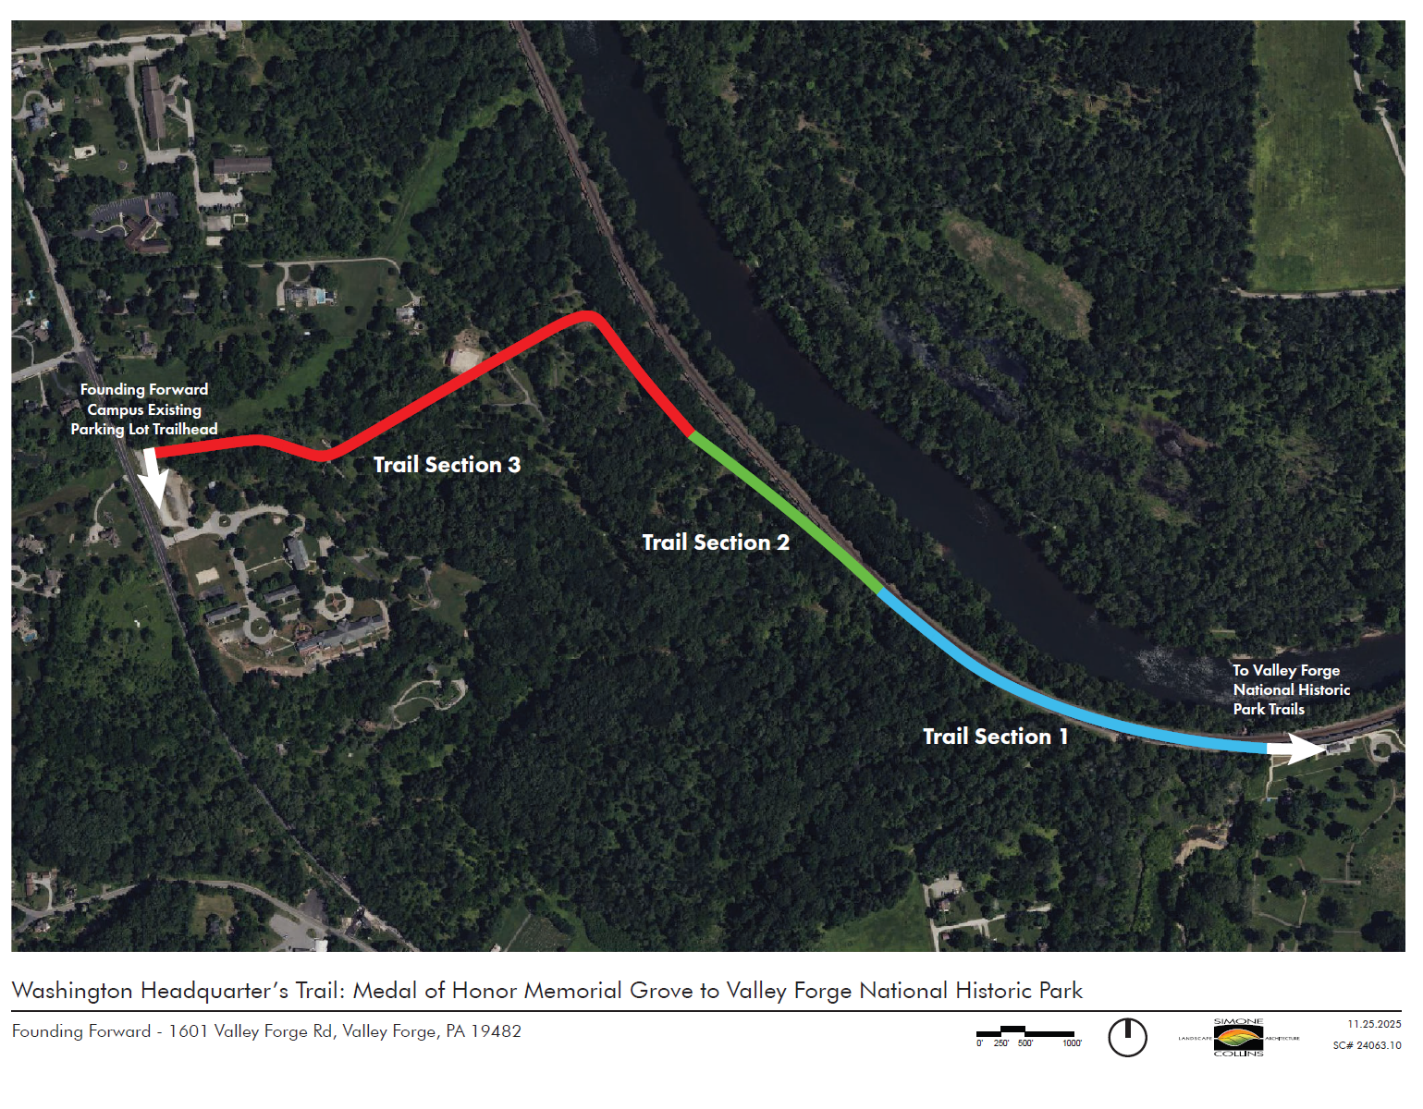 Founding Forward
Campus Existing
Parking Lot Trailhead
Trail Section 3
Trail Section 2
To Valley Forge
National Historic
Park Trails
Trail Section 1
Washington Headquarter's Trail: Medal of Honor Memorial Grove to Valley Forge National Historic Park
Founding Forward - 1601 Valley Forge Rd, Valley Forge, PA 19482
0' 250' 500' 1000'
SIMONE
LANDSCAPE ARCHITECTURE
COLLINS
11.25.2025
SC# 24063.10